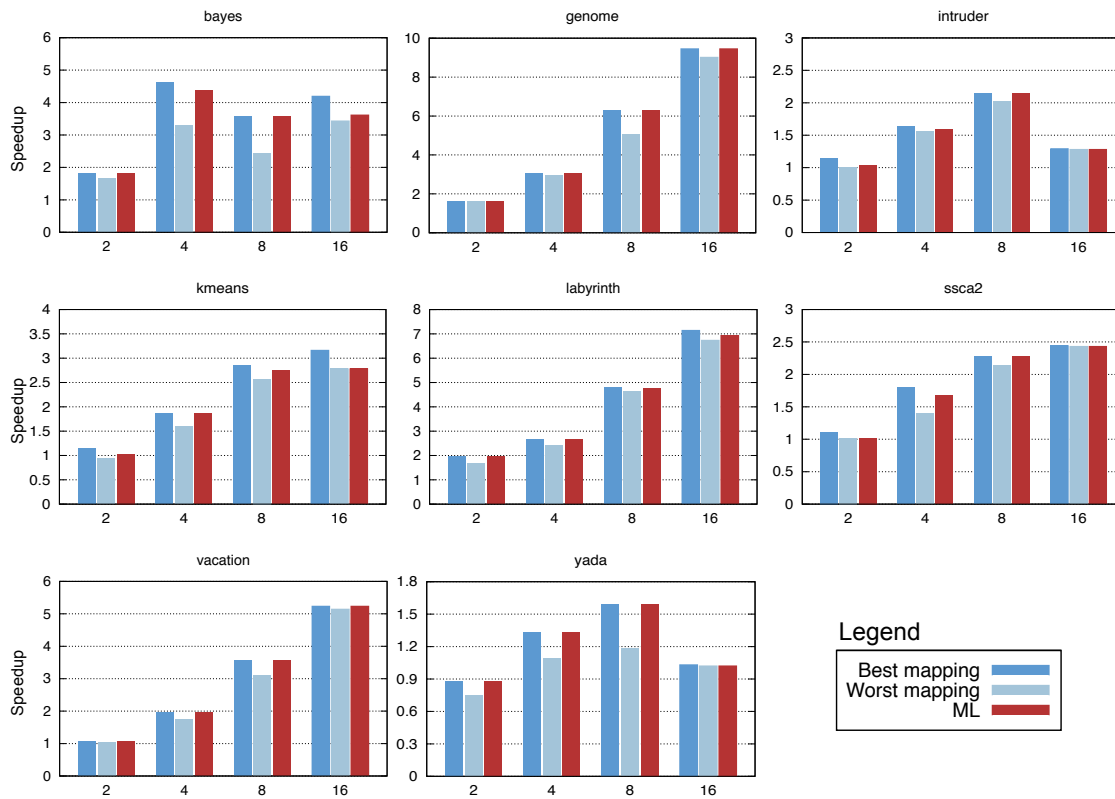 bayes
6
5
4
3
2
1
0
Speedup
2 4 8 16
genome
10
8
6
4
2
0
2 4 8 16
intruder
3
2.5
2
1.5
1
0.5
0
2 4 8 16
kmeans
4
3.5
3
2.5
2
1.5
1
0.5
0
Speedup
2 4 8 16
labyrinth
8
7
6
5
4
3
2
1
0
2 4 8 16
ssca2
3
2.5
2
1.5
1
0.5
0
2 4 8 16
vacation
6
5
4
3
2
1
0
Speedup
2 4 8 16
yada
1.8
1.5
1.2
0.9
0.6
0.3
0
2 4 8 16
Legend
Best mapping
Worst mapping
ML